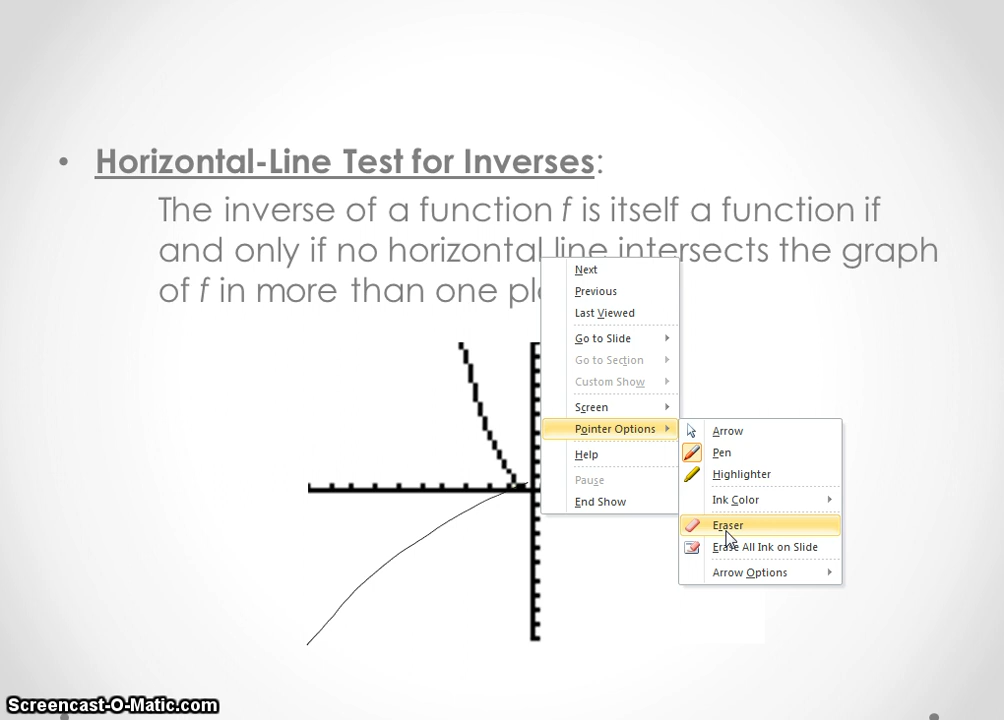 • Horizontal-Line Test for Inverses:
The inverse of a function f is itself a function if
and only if no horizontal line intersects the graph
of f in more than one
Next
Previous
Last Viewed
Go to Slide
Go to Section
Custom Show
Screen
Pointer Options
Help
Pause
End Show
Arrow
Pen
Highlighter
Ink Color
Eraser
Erase All Ink on Slide
Arrow Options
Screencast-O-Matic.com